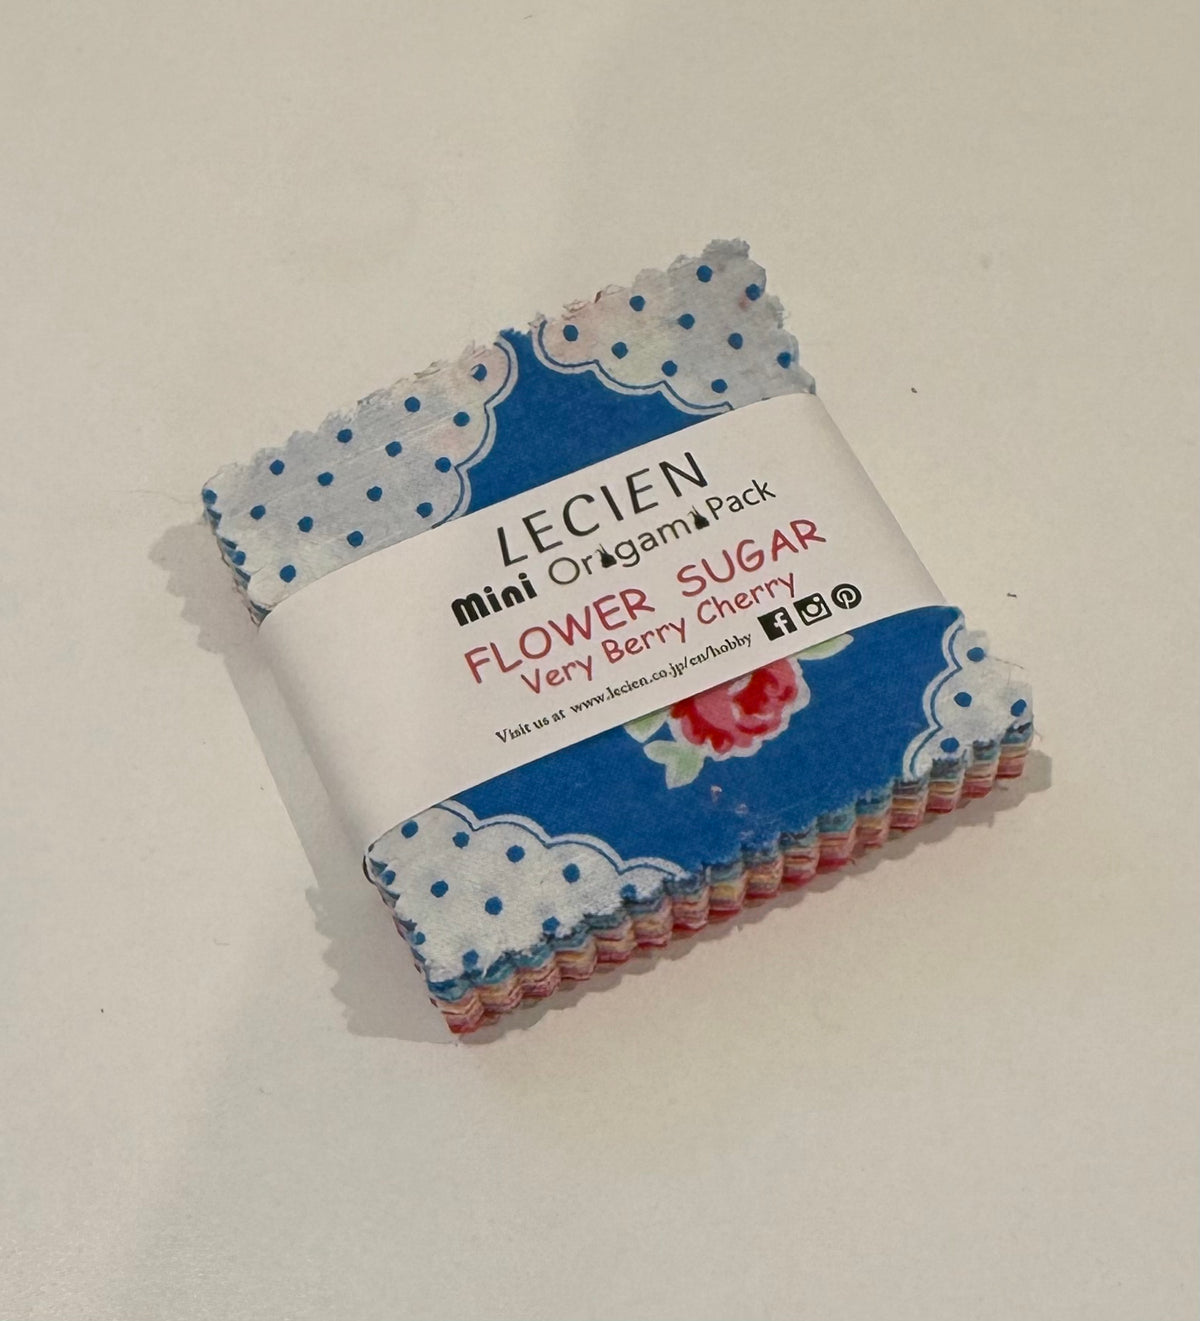 LECIEN
Mini Origami Pack
FLOWER SUGAR
Very Berry Cherry
Visit us at www.lecien.co.jp/en/hobby